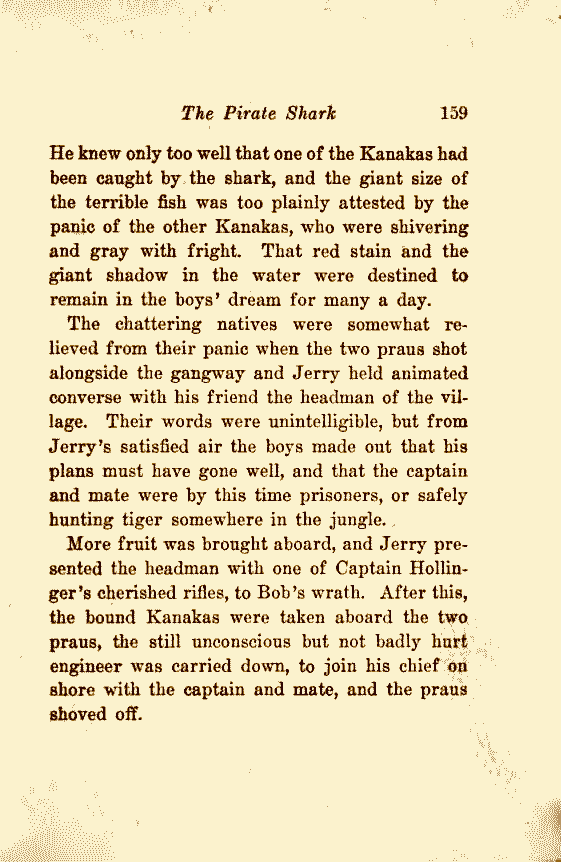 The Pirate Shark 159
He knew only too well that one of the Kanakas had
been caught by the shark, and the giant size of
the terrible fish was too plainly attested by the
panic of the other Kanakas, who were shivering
and gray with fright. That red stain and the
giant shadow in the water were destined to
remain in the boys' dream for many a day.
The chattering natives were somewhat re-
lieved from their panic when the two praus shot
alongside the gangway and Jerry held animated
converse with his friend the headman of the vil-
lage. Their words were unintelligible, but from
Jerry's satisfied air the boys made out that his
plans must have gone well, and that the captain
and mate were by this time prisoners, or safely
hunting tiger somewhere in the jungle.
More fruit was brought aboard, and Jerry pre-
sented the headman with one of Captain Hollin-
ger's cherished rifles, to Bob's wrath. After this,
the bound Kanakas were taken aboard the two
praus, the still unconscious but not badly hurt
engineer was carried down, to join his chief on
shore with the captain and mate, and the praus
shoved off.